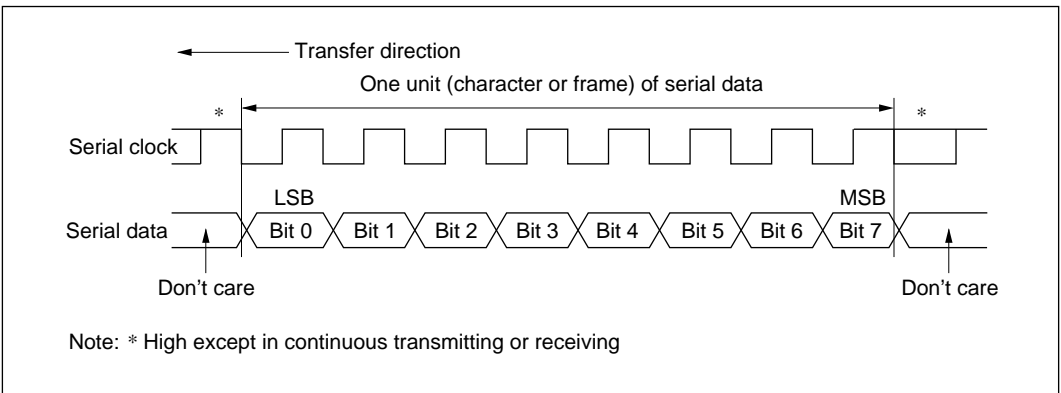 Transfer direction
One unit (character or frame) of serial data
* *
Serial clock
LSB MSB
Serial data Bit 0 Bit 1 Bit 2 Bit 3 Bit 4 Bit 5 Bit 6 Bit 7
Don't care Don't care
Note: * High except in continuous transmitting or receiving